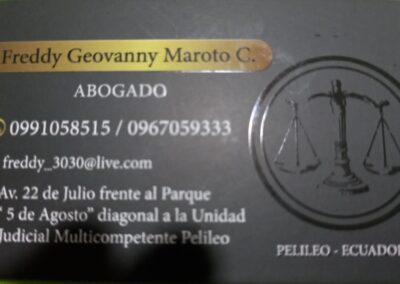 Freddy Geovanny Maroto C.
ABOGADO
0991058515 / 0967059333
freddy_3030@live.com
Av. 22 de Julio frente al Parque
" 5 de Agosto" diagonal a la Unidad
Judicial Multicompetente Pelileo
PELILEO - ECUADOR